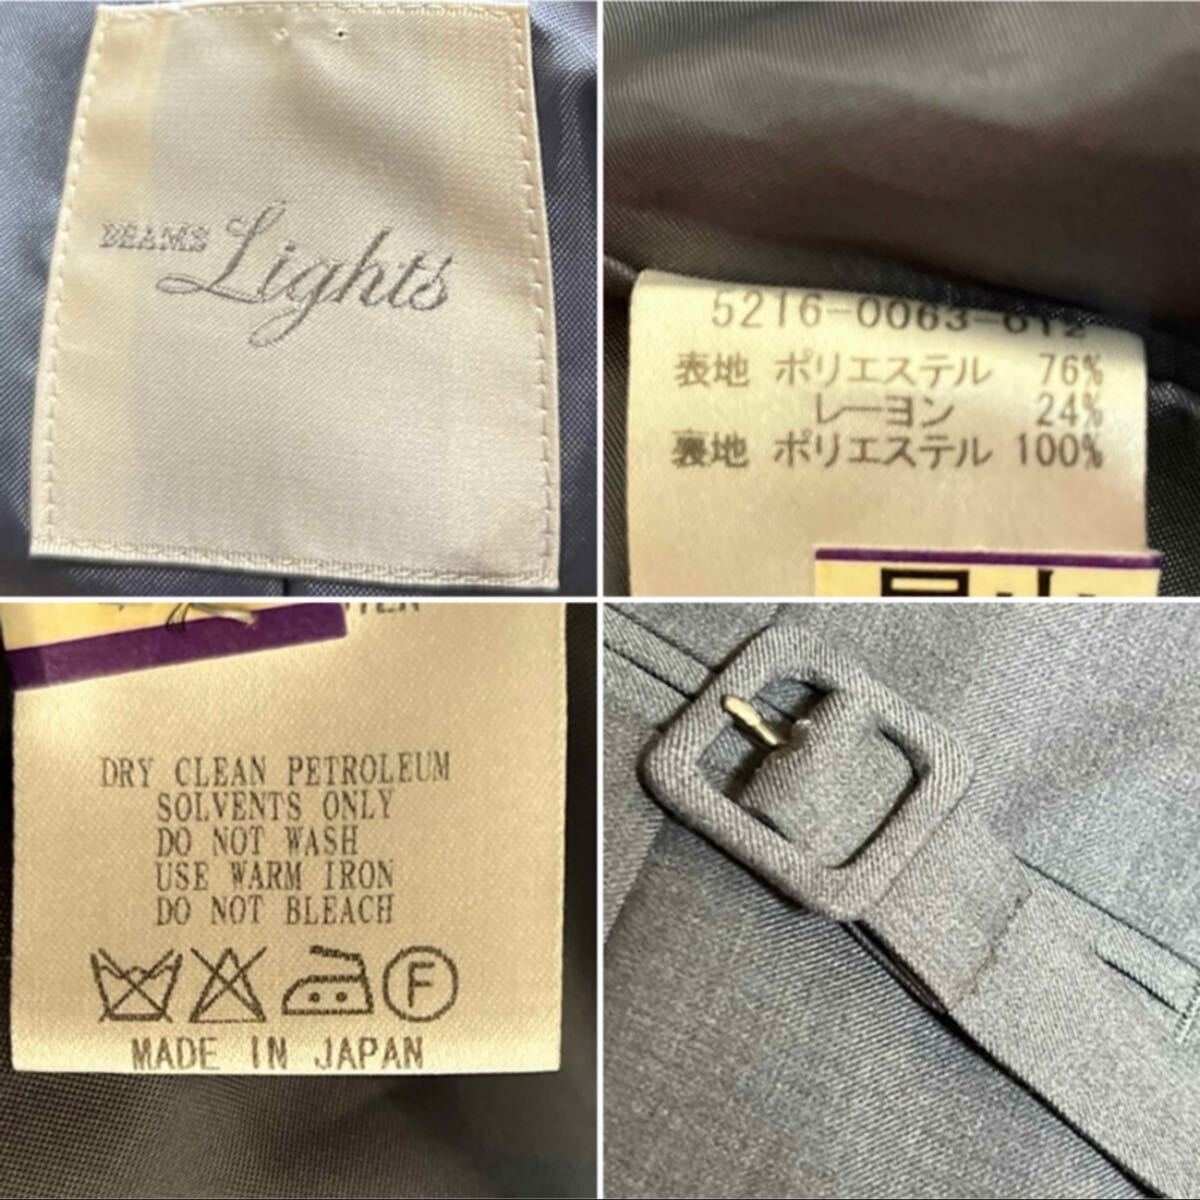 BEAMS Lights
5216-0063-612
表地 ポリエステル 76%
レーヨン 24%
裏地 ポリエステル 100%
DRY CLEAN PETROLEUM
SOLVENTS ONLY
DO NOT WASH
USE WARM IRON
DO NOT BLEACH
F
MADE IN JAPAN